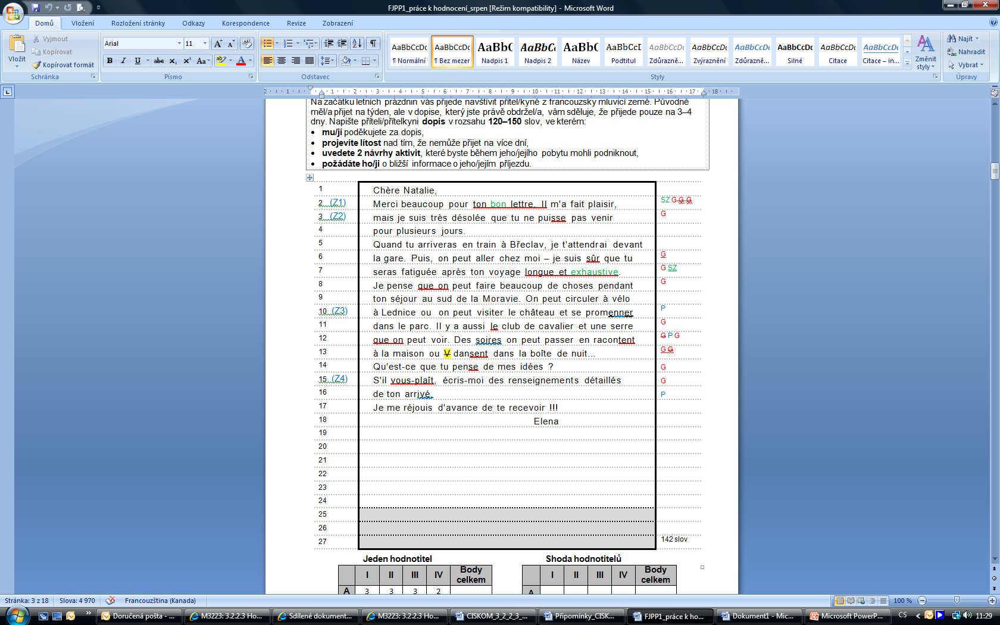 FJPP1_práce k hodnocení_srpen [Režim kompatibility] - Microsoft Word
Domů Vložení Rozložení stránky Odkazy Korespondence Revize Zobrazení
Vložit
Vyjmout
Kopírovat
Kopírovat formát
Schránka
Arial 11
B I U abc x₂ x² Aa
Písmo
Odstavec
AaBbCcDc AaBbCcDc AaBbC AaBbCc AaBbC AaBbCcI AaBbCcDc AaBbCcDc AaBbCcDc AaBbCcDc AaBbCcDc AaBbCcDc
¶ Normální ¶ Bez mezer Nadpis 1 Nadpis 2 Název Podtitul Zdůrazně... Zvýraznění Zdůrazně... Silné Citace Citace – in...
Styly
Změnit styly
Najít
Nahradit
Vybrat
Úpravy
2 1 1 2 3 4 5 6 7 8 9 10 11 12 13 14 15 16 17 18
Na začátku letních prázdnin vás přijede navštívit přítel/kyně z francouzsky mluvící země. Původně
měl/a přijet na týden, ale v dopise, který jste právě obdržel/a, vám sděluje, že přijede pouze na 3–4
dny. Napište příteli/přítelkyni dopis v rozsahu 120–150 slov, ve kterém:
• mu/jí poděkujete za dopis,
• projevíte lítost nad tím, že nemůže přijet na více dní,
• uvedete 2 návrhy aktivit, které byste během jeho/jejího pobytu mohli podniknout,
• požádáte ho/ji o bližší informace o jeho/jejím příjezdu.
1 Chère Natalie,
2 (Z1) Merci beaucoup pour ton bon lettre. Il m'a fait plaisir, SZ G G G
3 (Z2) mais je suis très désolée que tu ne puisse pas venir G
4 pour plusieurs jours.
5 Quand tu arriveras en train à Břeclav, je t'attendrai devant
6 la gare. Puis, on peut aller chez moi – je suis sûr que tu G
7 seras fatiguée après ton voyage longue et exhaustive. G SZ
8 Je pense que on peut faire beaucoup de choses pendant G
9 ton séjour au sud de la Moravie. On peut circuler à vélo
10 (Z3) à Lednice ou on peut visiter le château et se promenner P
11 dans le parc. Il y a aussi le club de cavalier et une serre G
12 que on peut voir. Des soires on peut passer en racontent G P G
13 à la maison ou V dansent dans la boîte de nuit... G G
14 Qu'est-ce que tu pense de mes idées ? G
15 (Z4) S'il vous-plaît, écris-moi des renseignements détaillés G
16 de ton arrivé. P
17 Je me réjouis d'avance de te recevoir !!!
18 Elena
19
20
21
22
23
24
25
26
27 142 slov
Jeden hodnotitel Shoda hodnotitelů
I II III IV Body celkem I II III IV Body celkem
A 3 3 3 2 A
Stránka: 3 z 18 Slova: 4 970 Francouzština (Kanada) 100 %
Doručená pošta - ... M3223: 3.2.2.3 Ho... Sdílené dokument... M3223: 3.2.2.3 Ho... CISKOM_3_2_2_3_... Připomínky_CISK... FJPP1_práce k ho... Dokument1 - Mic... Microsoft PowerP... CS 11:29